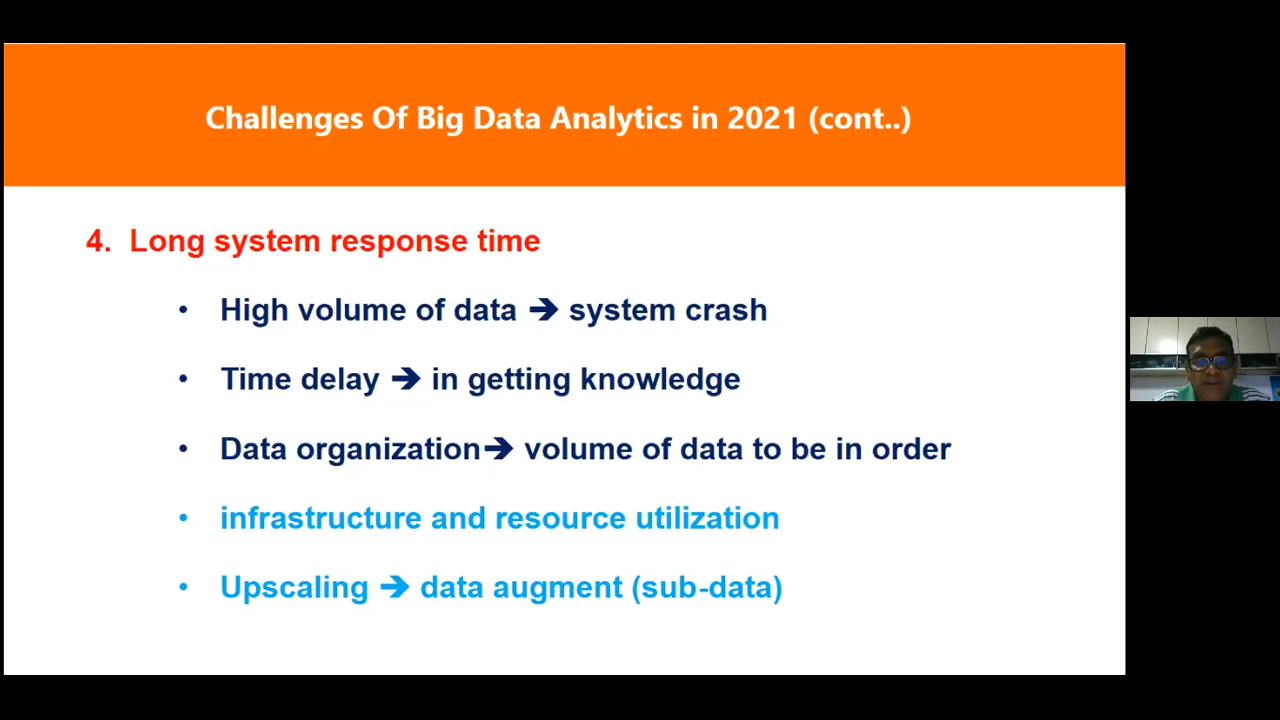 Challenges Of Big Data Analytics in 2021 (cont..)
4. Long system response time
• High volume of data ➔ system crash
• Time delay ➔ in getting knowledge
• Data organization➔ volume of data to be in order
• infrastructure and resource utilization
• Upscaling ➔ data augment (sub-data)